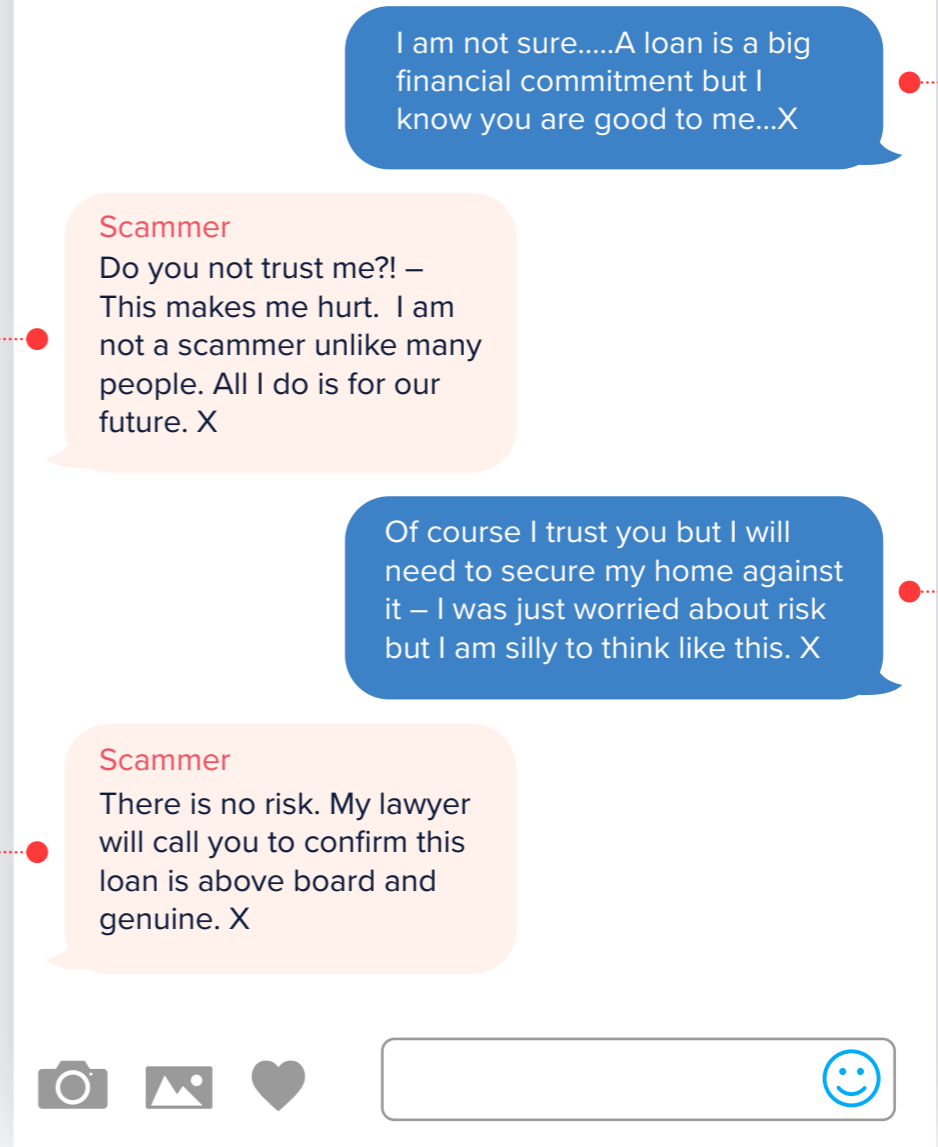 I am not sure.....A loan is a big
financial commitment but I
know you are good to me...X
Scammer
Do you not trust me?! –
This makes me hurt.  I am
not a scammer unlike many
people. All I do is for our
future. X
Of course I trust you but I will
need to secure my home against
it – I was just worried about risk
but I am silly to think like this. X
Scammer
There is no risk. My lawyer
will call you to confirm this
loan is above board and
genuine. X